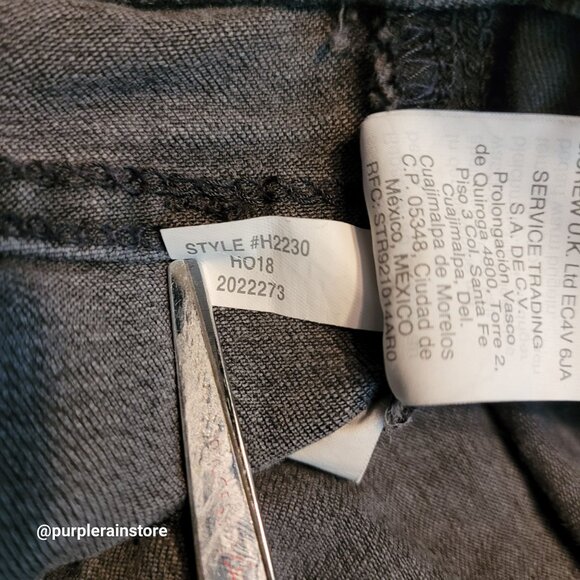 STYLE #H2230
HO18
2022273
UK. Ltd EC4V 6JA
SERVICE TRADING
S.A. DE C.V.
Prolongación Vasco
de Quiroga 4800, Torre 2,
Piso 3 Col. Santa Fe
Cuajimalpa, Del.
Cuajimalpa de Morelos
C.P. 05348, Ciudad de
México, MEXICO
RFC: STR921014AR0
@purplerainstore